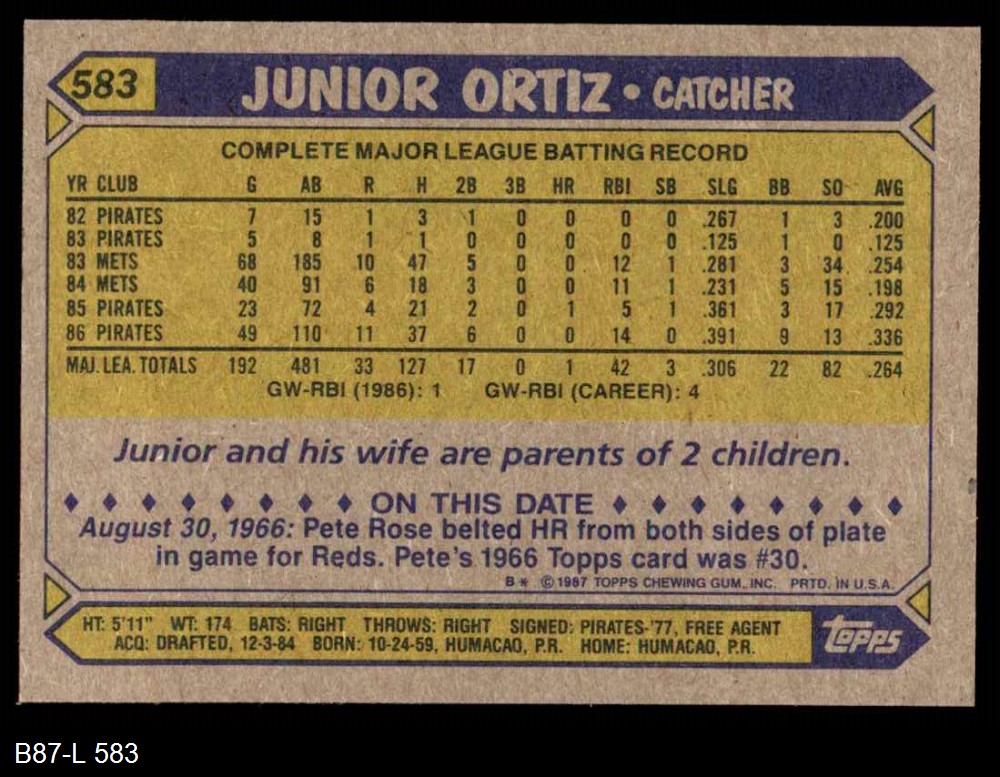 583 JUNIOR ORTIZ • CATCHER
COMPLETE MAJOR LEAGUE BATTING RECORD
YR CLUB G AB R H 2B 3B HR RBI SB SLG BB SO AVG
82 PIRATES 7 15 1 3 1 0 0 0 0 .267 1 3 .200
83 PIRATES 5 8 1 1 0 0 0 0 0 .125 1 0 .125
83 METS 68 185 10 47 5 0 0 12 1 .281 3 34 .254
84 METS 40 91 6 18 3 0 0 11 1 .231 5 15 .198
85 PIRATES 23 72 4 21 2 0 1 5 1 .361 3 17 .292
86 PIRATES 49 110 11 37 6 0 0 14 0 .391 9 13 .336
MAJ. LEA. TOTALS 192 481 33 127 17 0 1 42 3 .306 22 82 .264
GW-RBI (1986): 1 GW-RBI (CAREER): 4
Junior and his wife are parents of 2 children.
♦ ♦ ♦ ♦ ♦ ♦ ♦ ♦ ON THIS DATE ♦ ♦ ♦ ♦ ♦ ♦ ♦ ♦
August 30, 1966: Pete Rose belted HR from both sides of plate
in game for Reds. Pete's 1966 Topps card was #30.
B* © 1987 TOPPS CHEWING GUM, INC. PRTD. IN U.S.A.
HT: 5'11" WT: 174 BATS: RIGHT THROWS: RIGHT SIGNED: PIRATES-'77, FREE AGENT
ACQ: DRAFTED, 12-3-84 BORN: 10-24-59, HUMACAO, P.R. HOME: HUMACAO, P.R.
topps
B87-L 583